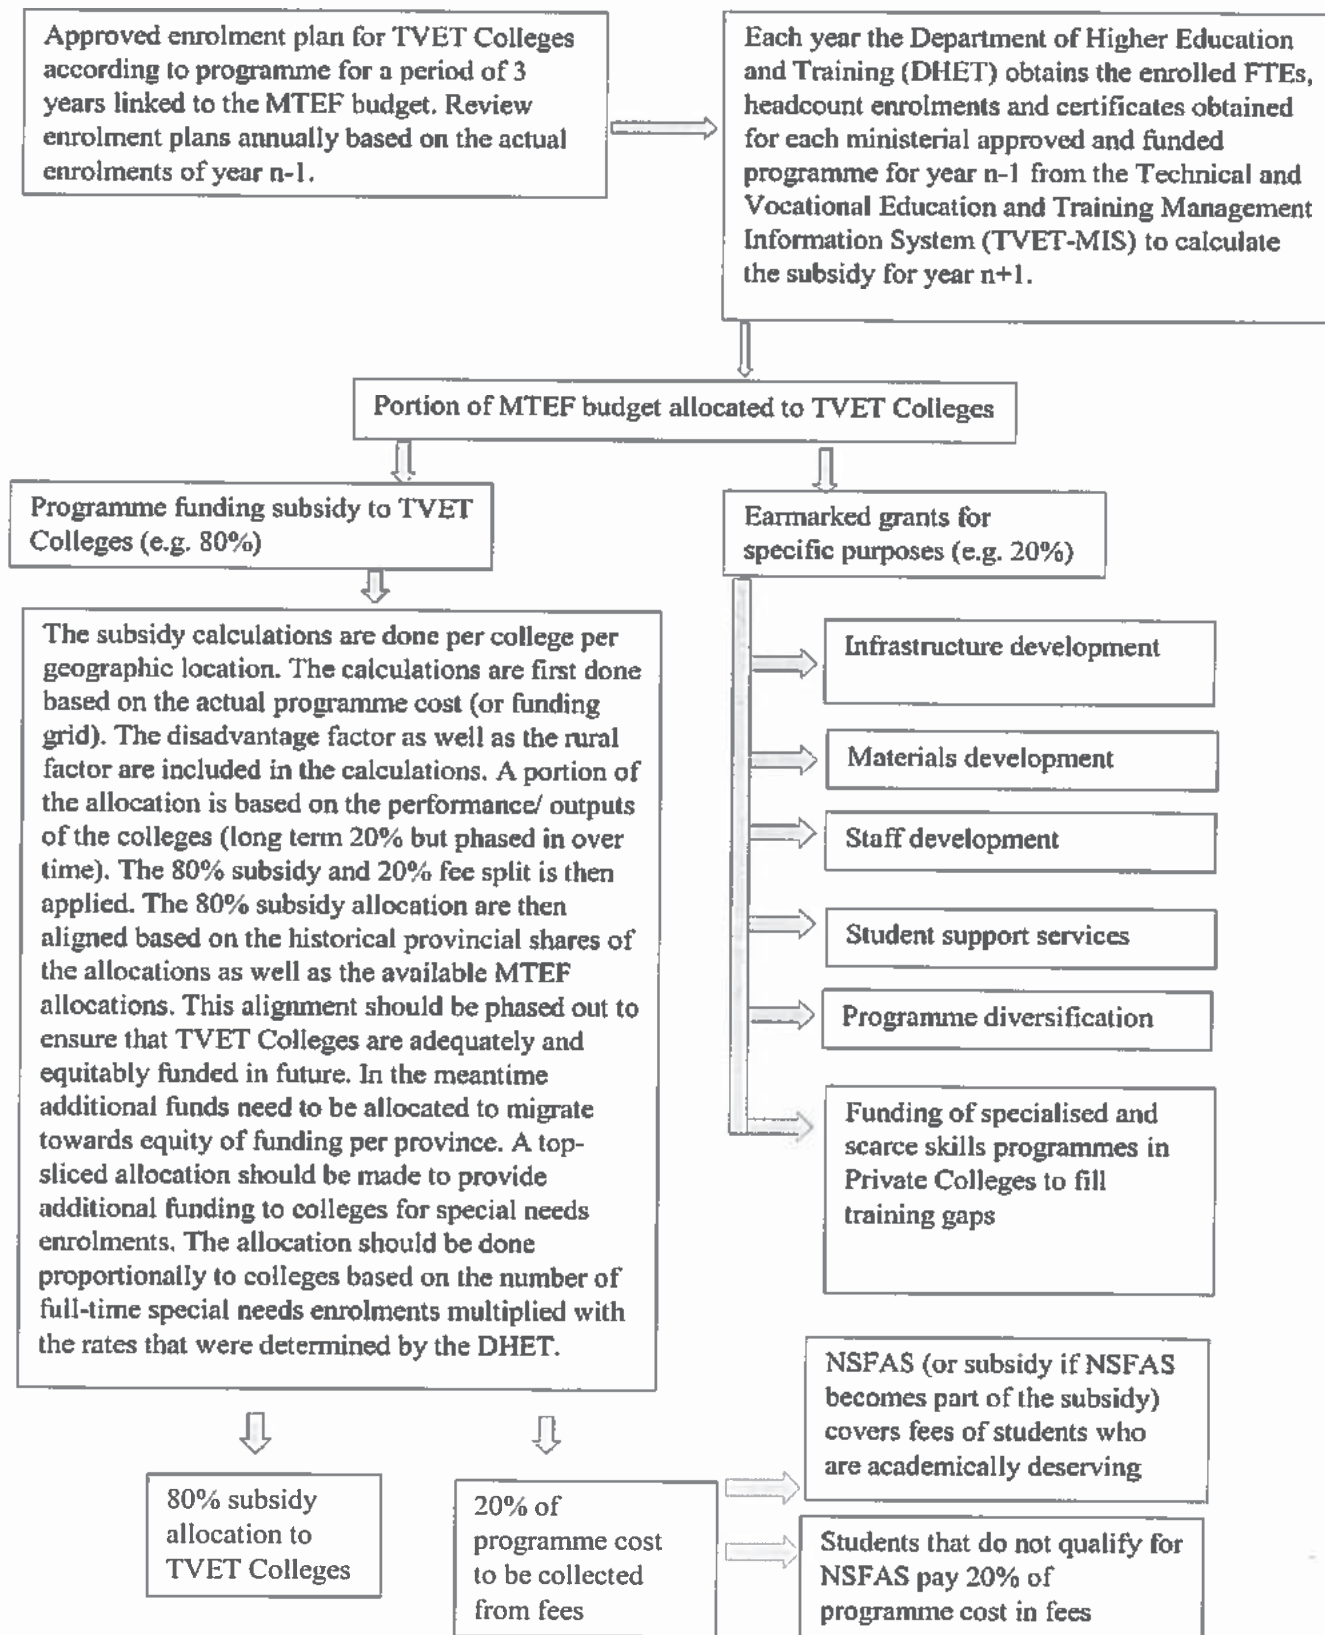 Approved enrolment plan for TVET Colleges
according to programme for a period of 3
years linked to the MTEF budget. Review
enrolment plans annually based on the actual
enrolments of year n-1.
Each year the Department of Higher Education
and Training (DHET) obtains the enrolled FTEs,
headcount enrolments and certificates obtained
for each ministerial approved and funded
programme for year n-1 from the Technical and
Vocational Education and Training Management
Information System (TVET-MIS) to calculate
the subsidy for year n+1.
Portion of MTEF budget allocated to TVET Colleges
Programme funding subsidy to TVET
Colleges (e.g. 80%)
Earmarked grants for
specific purposes (e.g. 20%)
The subsidy calculations are done per college per
geographic location. The calculations are first done
based on the actual programme cost (or funding
grid). The disadvantage factor as well as the rural
factor are included in the calculations. A portion of
the allocation is based on the performance/ outputs
of the colleges (long term 20% but phased in over
time). The 80% subsidy and 20% fee split is then
applied. The 80% subsidy allocation are then
aligned based on the historical provincial shares of
the allocations as well as the available MTEF
allocations. This alignment should be phased out to
ensure that TVET Colleges are adequately and
equitably funded in future. In the meantime
additional funds need to be allocated to migrate
towards equity of funding per province. A top-
sliced allocation should be made to provide
additional funding to colleges for special needs
enrolments. The allocation should be done
proportionally to colleges based on the number of
full-time special needs enrolments multiplied with
the rates that were determined by the DHET.
Infrastructure development
Materials development
Staff development
Student support services
Programme diversification
Funding of specialised and
scarce skills programmes in
Private Colleges to fill
training gaps
80% subsidy
allocation to
TVET Colleges
20% of
programme cost
to be collected
from fees
NSFAS (or subsidy if NSFAS
becomes part of the subsidy)
covers fees of students who
are academically deserving
Students that do not qualify for
NSFAS pay 20% of
programme cost in fees